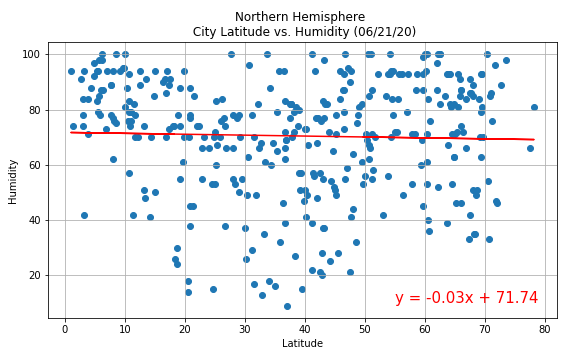 Northern Hemisphere
City Latitude vs. Humidity (06/21/20)
100
80
60
40
20
Humidity
y = -0.03x + 71.74
0 10 20 30 40 50 60 70 80
Latitude